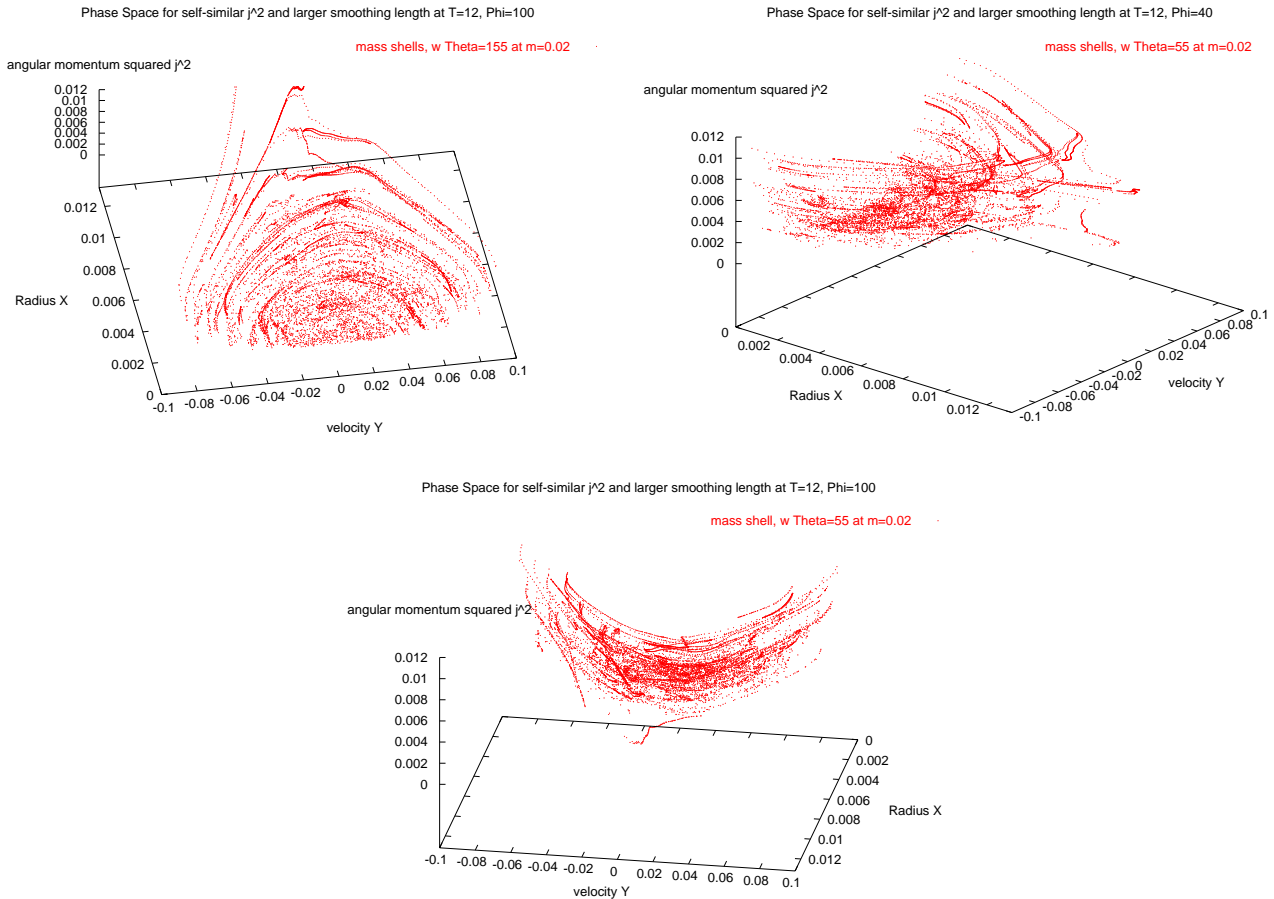 Phase Space for self-similar j^2 and larger smoothing length at T=12, Phi=100
mass shells, w Theta=155 at m=0.02
angular momentum squared j^2
0.012
0.01
0.008
0.006
0.004
0.002
0
0.012
0.01
0.008
0.006
0.004
0.002
0
Radius X
-0.1 -0.08 -0.06 -0.04 -0.02 0 0.02 0.04 0.06 0.08 0.1
velocity Y
Phase Space for self-similar j^2 and larger smoothing length at T=12, Phi=40
mass shells, w Theta=55 at m=0.02
angular momentum squared j^2
0.012
0.01
0.008
0.006
0.004
0.002
0
0 0.002 0.004 0.006 0.008 0.01 0.012
Radius X
-0.1 -0.08 -0.06 -0.04 -0.02 0 0.02 0.04 0.06 0.08 0.1
velocity Y
Phase Space for self-similar j^2 and larger smoothing length at T=12, Phi=100
mass shell, w Theta=55 at m=0.02
angular momentum squared j^2
0.012
0.01
0.008
0.006
0.004
0.002
0
0
0.002
0.004
0.006
0.008
0.01
0.012
Radius X
-0.1 -0.08 -0.06 -0.04 -0.02 0 0.02 0.04 0.06 0.08 0.1
velocity Y